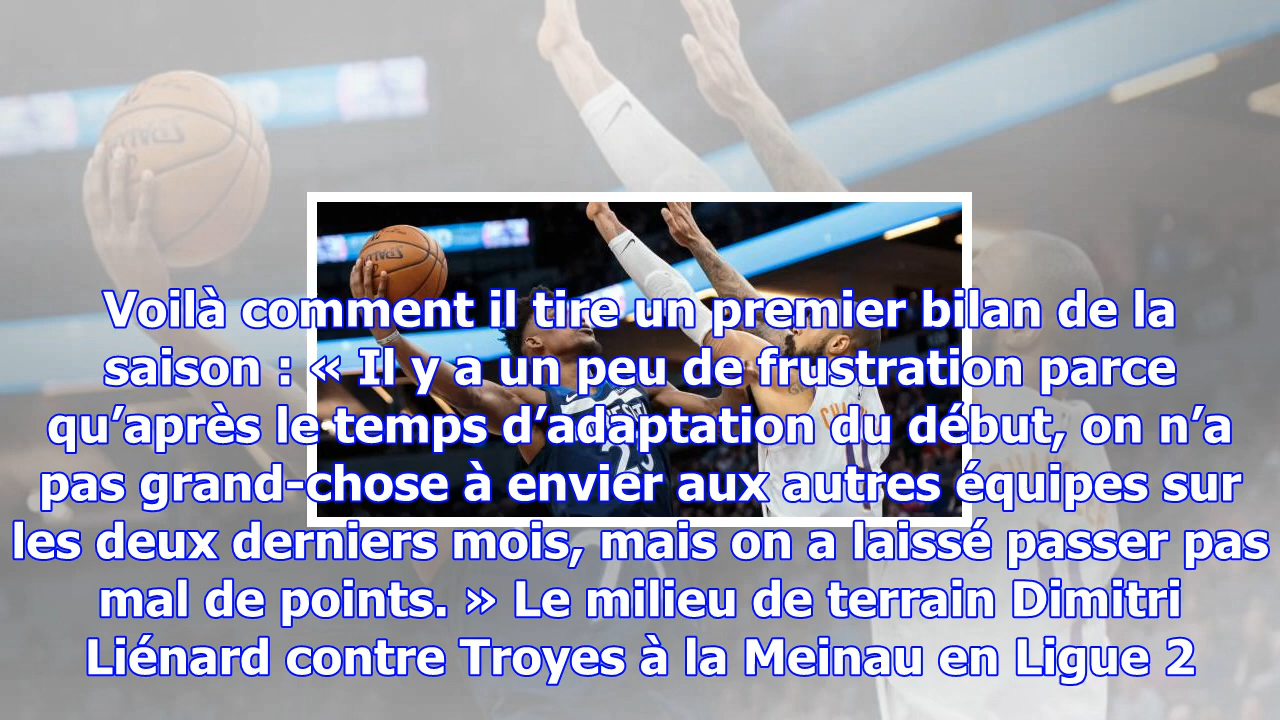 Voilà comment il tire un premier bilan de la
saison : « Il y a un peu de frustration parce
qu’après le temps d’adaptation du début, on n’a
pas grand-chose à envier aux autres équipes sur
les deux derniers mois, mais on a laissé passer pas
mal de points. » Le milieu de terrain Dimitri
Liénard contre Troyes à la Meinau en Ligue 2